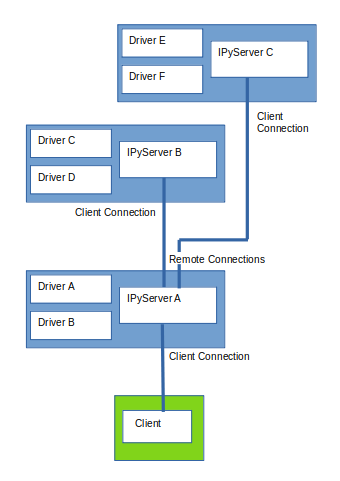 Driver E
IPyServer C
Driver F
Client
Connection
Driver C
IPyServer B
Driver D
Client Connection
Remote Connections
Driver A
IPyServer A
Driver B
Client Connection
Client